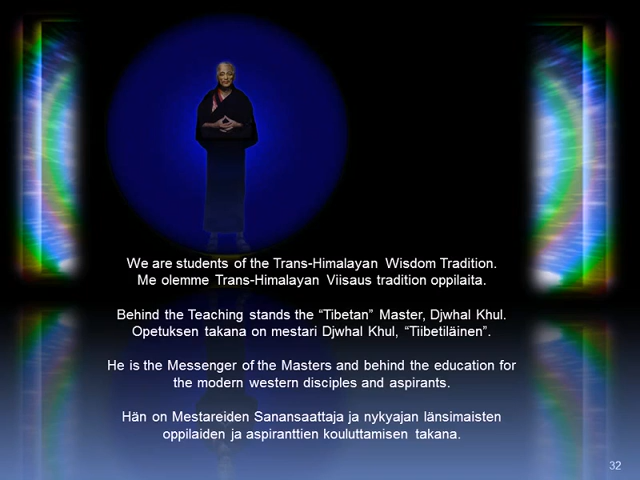 We are students of the Trans-Himalayan Wisdom Tradition.
Me olemme Trans-Himalayan Viisaus tradition oppilaita.
Behind the Teaching stands the “Tibetan” Master, Djwhal Khul.
Opetuksen takana on mestari Djwhal Khul, “Tiibetiläinen”.
He is the Messenger of the Masters and behind the education for
the modern western disciples and aspirants.
Hän on Mestareiden Sanansaattaja ja nykyajan länsimaisten
oppilaiden ja aspiranttien kouluttamisen takana.
32